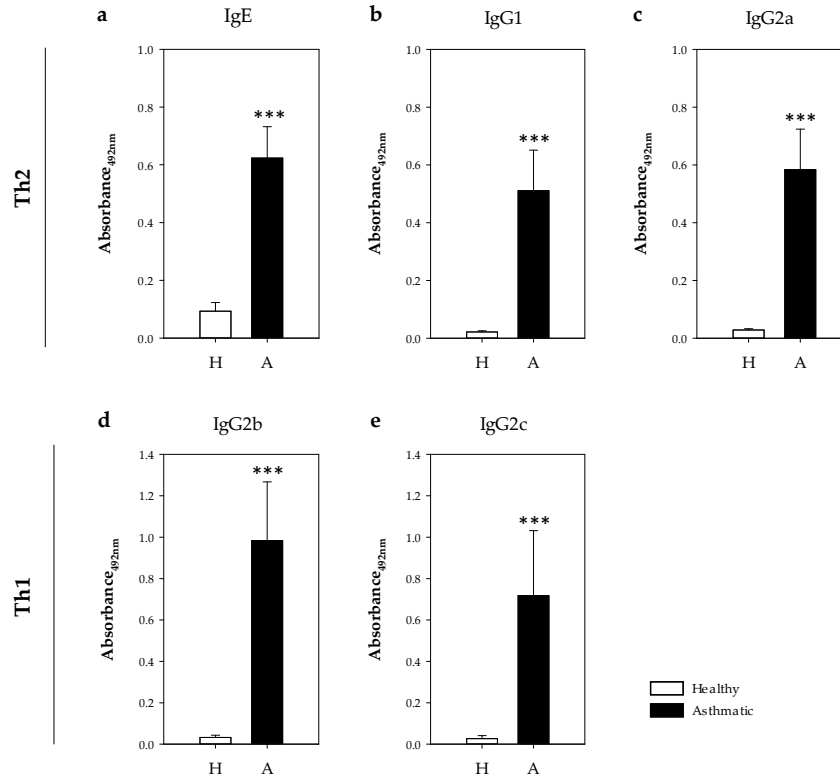 a IgE
b IgG1
c IgG2a
Th2
Absorbance492nm
1.0
0.8
0.6
0.4
0.2
0.0
***
H A
Absorbance492nm
1.0
0.8
0.6
0.4
0.2
0.0
***
H A
Absorbance492nm
1.0
0.8
0.6
0.4
0.2
0.0
***
H A
d IgG2b
e IgG2c
Th1
Absorbance492nm
1.4
1.2
1.0
0.8
0.6
0.4
0.2
0.0
***
H A
Absorbance492nm
1.4
1.2
1.0
0.8
0.6
0.4
0.2
0.0
***
H A
Healthy
Asthmatic